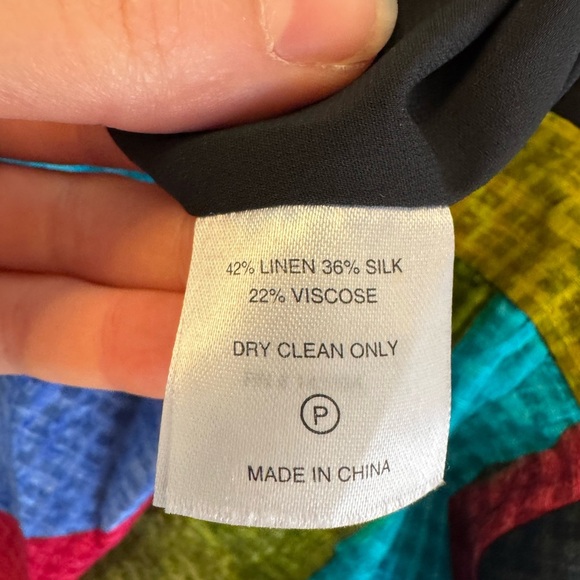 42% LINEN 36% SILK
22% VISCOSE
DRY CLEAN ONLY
P
MADE IN CHINA